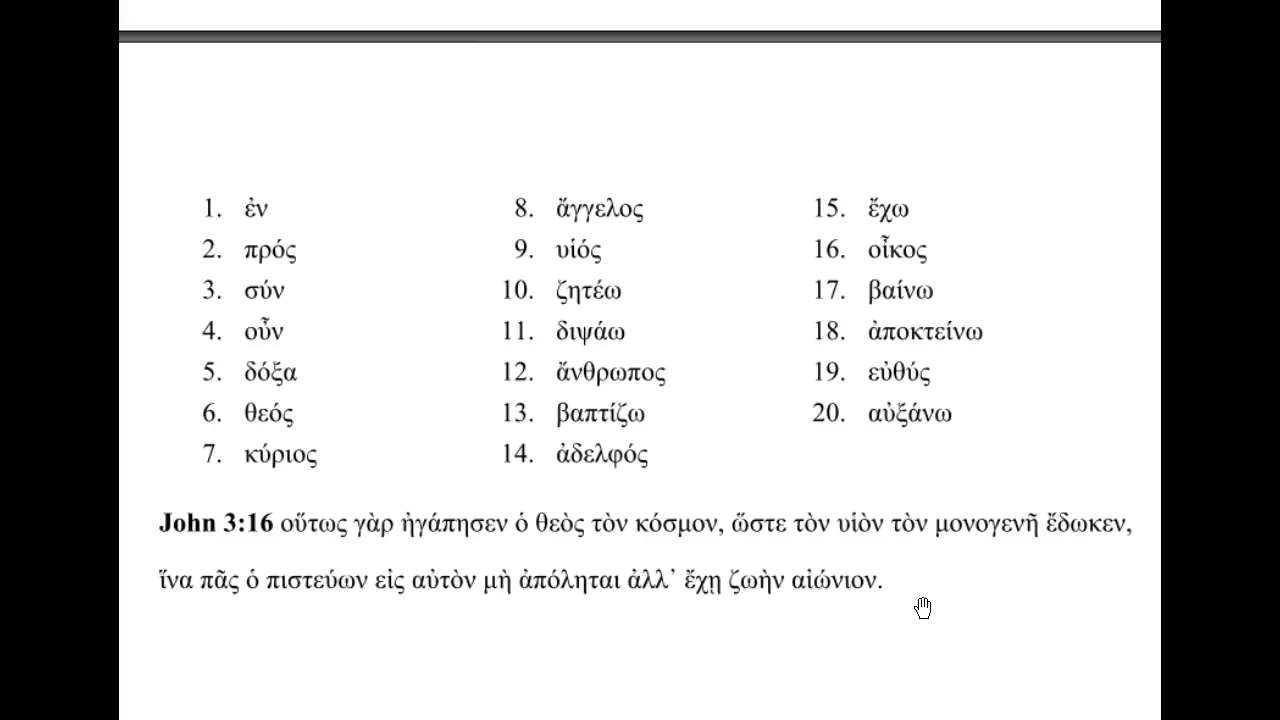 1. ἐν
2. πρός
3. σύν
4. οὖν
5. δόξα
6. θεός
7. κύριος
8. ἄγγελος
9. υἱός
10. ζητέω
11. διψάω
12. ἄνθρωπος
13. βαπτίζω
14. ἀδελφός
15. ἔχω
16. οἶκος
17. βαίνω
18. ἀποκτείνω
19. εὐθύς
20. αὐξάνω
John 3:16 οὕτως γὰρ ἠγάπησεν ὁ θεὸς τὸν κόσμον, ὥστε τὸν υἱὸν τὸν μονογενῆ ἔδωκεν,
ἵνα πᾶς ὁ πιστεύων εἰς αὐτὸν μὴ ἀπόληται ἀλλ᾽ ἔχῃ ζωὴν αἰώνιον.